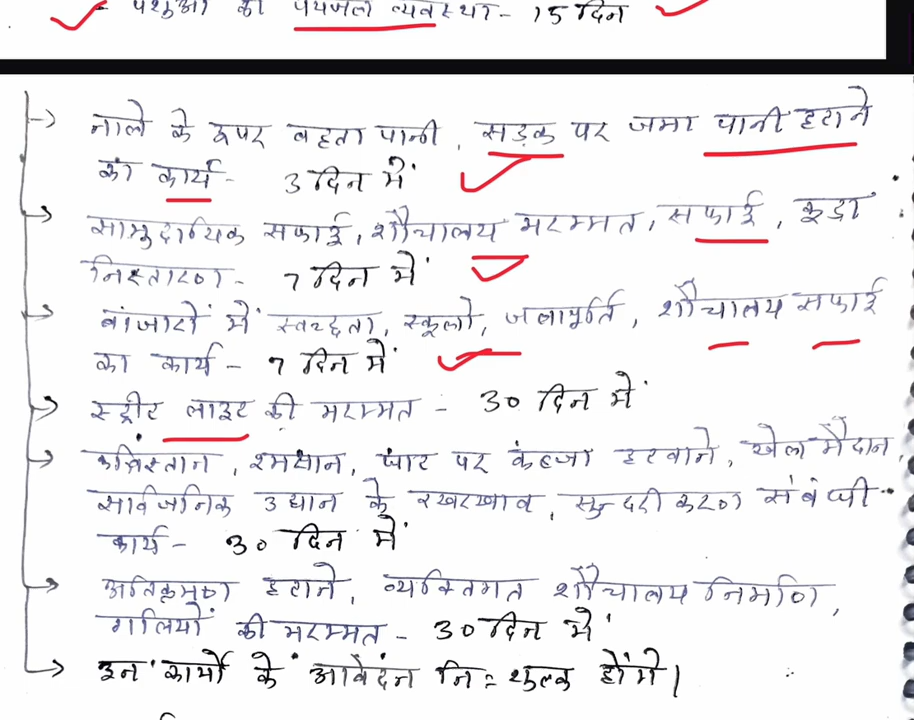 पशुओं की पेयजल व्यवस्था - 15 दिन
→ नाले के ऊपर बहता पानी, सड़क पर जमा पानी हटाने
का कार्य - 3 दिन में
→ सामुदायिक सफाई, शौचालय मरम्मत, सफाई, कूडा
निस्तारण - 7 दिन में
→ बाजारों में स्वच्छता, स्कूलों, जलापूर्ति, शौचालय सफाई
का कार्य - 7 दिन में
→ स्ट्रीट लाइट की मरम्मत - 30 दिन में
→ कब्रिस्तान, श्मशान, पार पर कब्जा हटवाने, खेल मैदान,
सार्वजनिक उद्यान के रखरखाव, सुन्दरीकरण संबंधी
कार्य - 30 दिन में
→ अतिक्रमण हटाने, व्यक्तिगत शौचालय निर्माण,
गलियों की मरम्मत - 30 दिन में
→ इन कार्यों के आवेदन निःशुल्क होंगे।